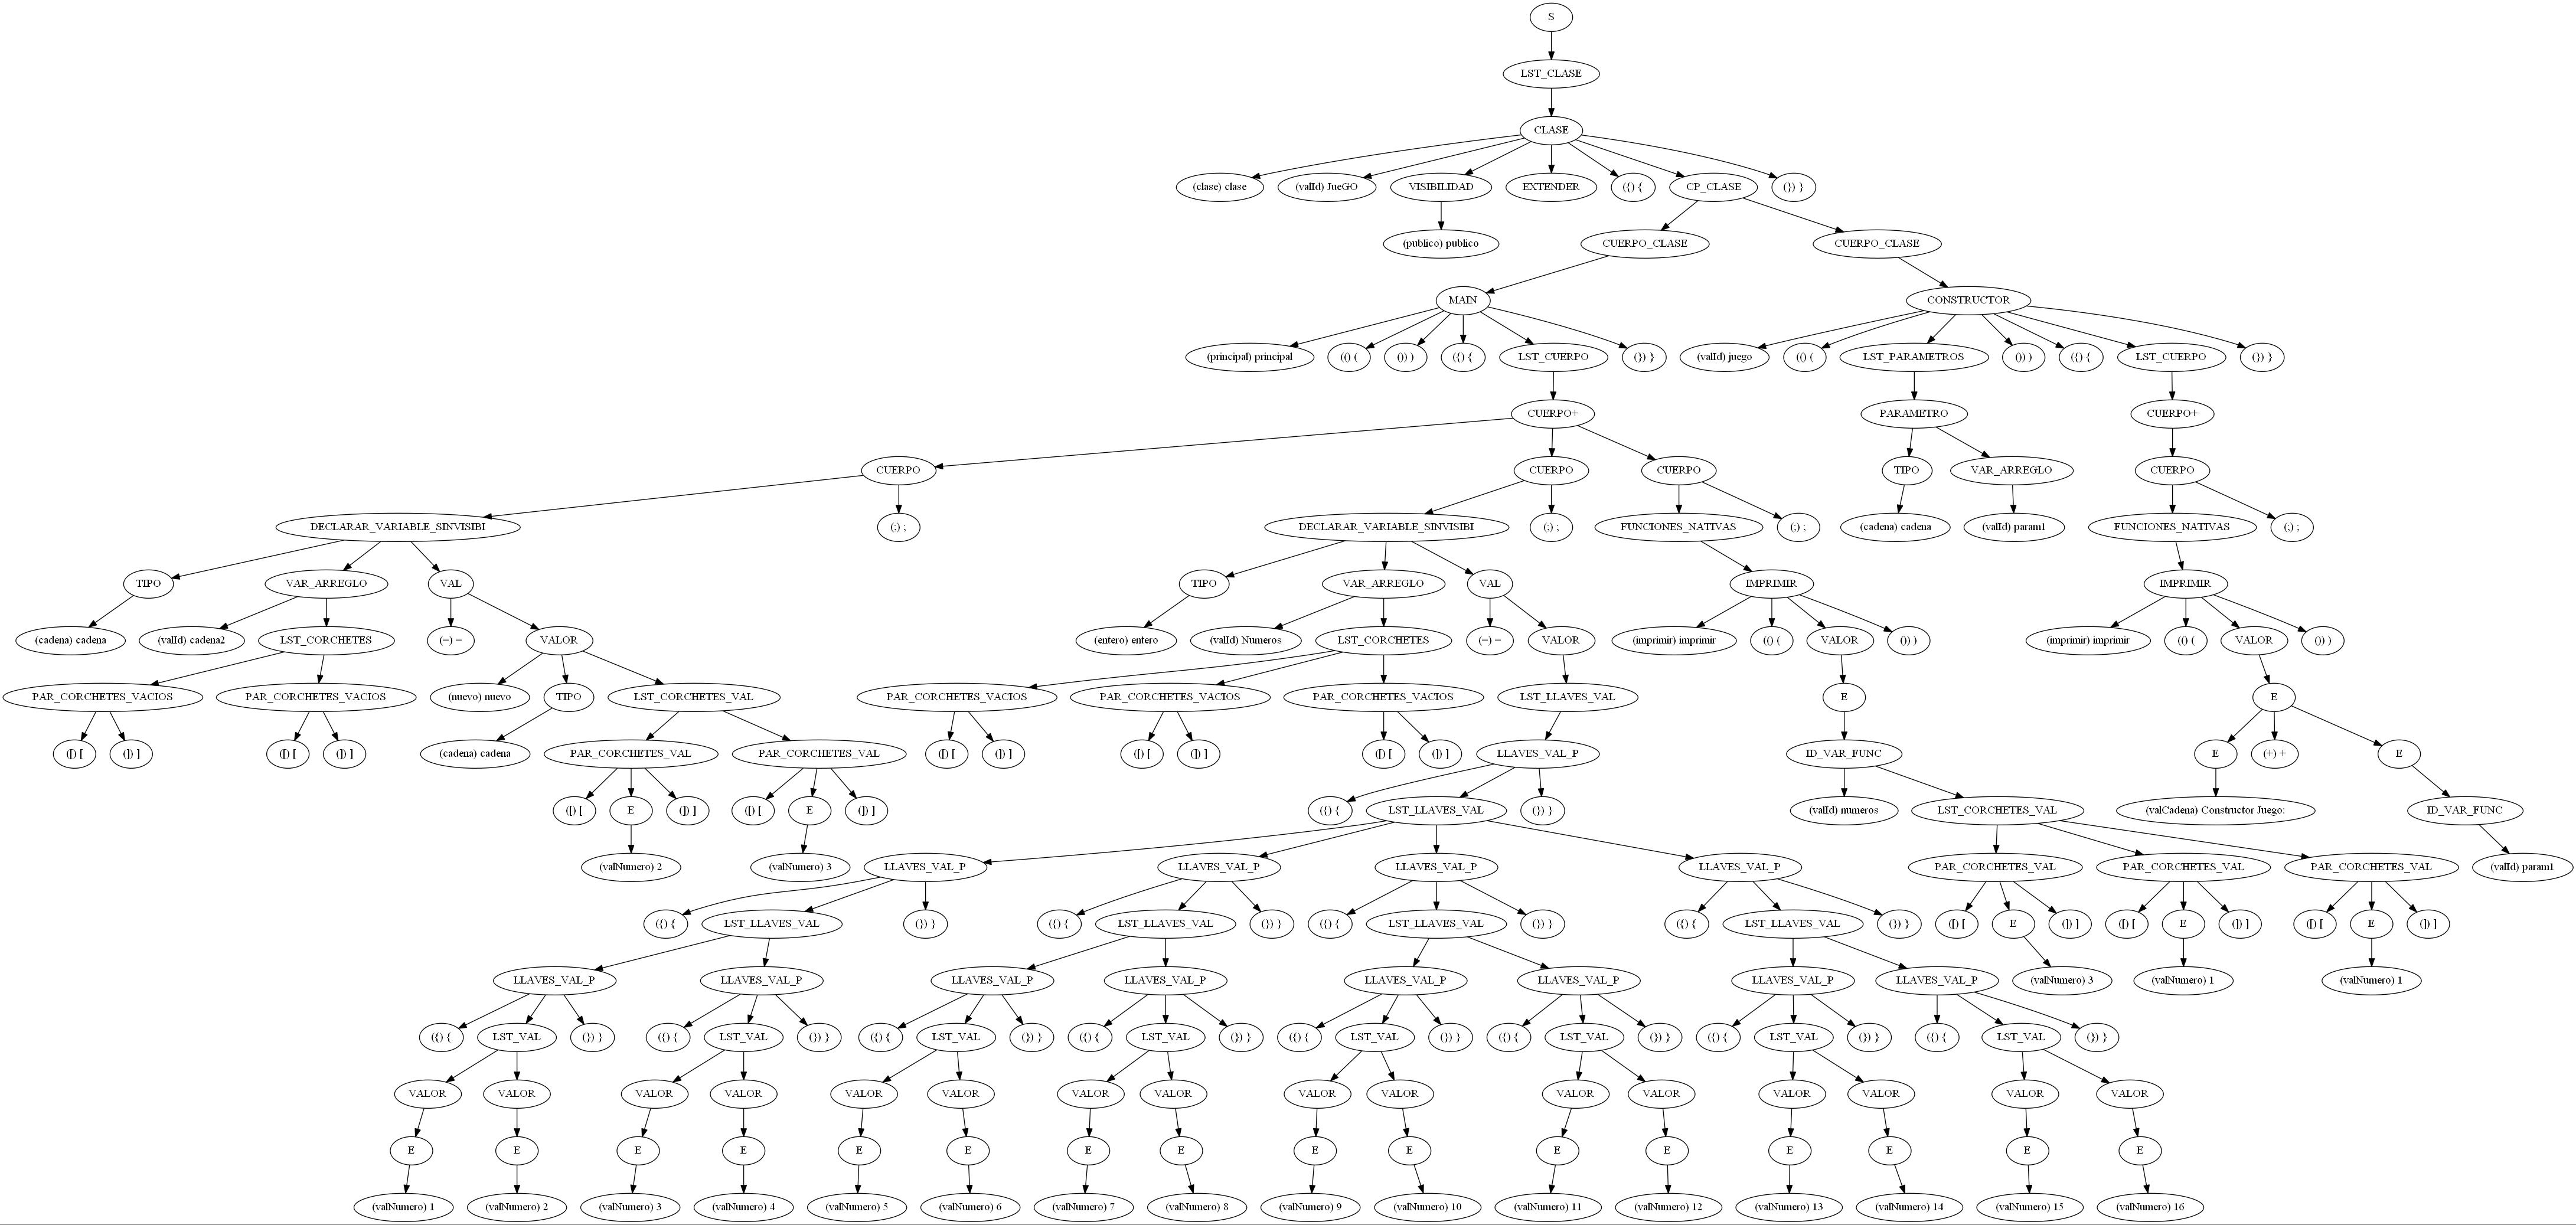 S
LST_CLASE
CLASE
(clase) clase (valId) JueGO VISIBILIDAD EXTENDER ({) { CP_CLASE (}) }
(publico) publico CUERPO_CLASE CUERPO_CLASE
MAIN CONSTRUCTOR
(principal) principal (() ( ()) ) ({) { LST_CUERPO (}) } (valId) juego (() ( LST_PARAMETROS ()) ) ({) { LST_CUERPO (}) }
CUERPO+ PARAMETRO CUERPO+
CUERPO CUERPO CUERPO TIPO VAR_ARREGLO CUERPO
DECLARAR_VARIABLE_SINVISIBI (;) ; DECLARAR_VARIABLE_SINVISIBI (;) ; FUNCIONES_NATIVAS (;) ; (cadena) cadena (valId) param1 FUNCIONES_NATIVAS (;) ;
TIPO VAR_ARREGLO VAL TIPO VAR_ARREGLO VAL IMPRIMIR IMPRIMIR
(cadena) cadena (valId) cadena2 LST_CORCHETES (=) = VALOR (entero) entero (valId) Numeros LST_CORCHETES (=) = VALOR (imprimir) imprimir (() ( VALOR ()) ) (imprimir) imprimir (() ( VALOR ()) )
PAR_CORCHETES_VACIOS PAR_CORCHETES_VACIOS (nuevo) nuevo TIPO LST_CORCHETES_VAL PAR_CORCHETES_VACIOS PAR_CORCHETES_VACIOS PAR_CORCHETES_VACIOS LST_LLAVES_VAL E E
([) [ (]) ] ([) [ (]) ] (cadena) cadena PAR_CORCHETES_VAL PAR_CORCHETES_VAL ([) [ (]) ] ([) [ (]) ] ([) [ (]) ] LLAVES_VAL_P ID_VAR_FUNC E (+) + E
([) [ E (]) ] ([) [ E (]) ] ({) { LST_LLAVES_VAL (}) } (valId) numeros LST_CORCHETES_VAL (valCadena) Constructor Juego: ID_VAR_FUNC
(valNumero) 2 (valNumero) 3 LLAVES_VAL_P LLAVES_VAL_P LLAVES_VAL_P LLAVES_VAL_P PAR_CORCHETES_VAL PAR_CORCHETES_VAL PAR_CORCHETES_VAL (valId) param1
({) { LST_LLAVES_VAL (}) } ({) { LST_LLAVES_VAL (}) } ({) { LST_LLAVES_VAL (}) } ({) { LST_LLAVES_VAL (}) } ([) [ E (]) ] ([) [ E (]) ] ([) [ E (]) ]
LLAVES_VAL_P LLAVES_VAL_P LLAVES_VAL_P LLAVES_VAL_P LLAVES_VAL_P LLAVES_VAL_P LLAVES_VAL_P LLAVES_VAL_P (valNumero) 3 (valNumero) 1 (valNumero) 1
({) { LST_VAL (}) } ({) { LST_VAL (}) } ({) { LST_VAL (}) } ({) { LST_VAL (}) } ({) { LST_VAL (}) } ({) { LST_VAL (}) } ({) { LST_VAL (}) } ({) { LST_VAL (}) }
VALOR VALOR VALOR VALOR VALOR VALOR VALOR VALOR VALOR VALOR VALOR VALOR VALOR VALOR VALOR VALOR
E E E E E E E E E E E E E E E E
(valNumero) 1 (valNumero) 2 (valNumero) 3 (valNumero) 4 (valNumero) 5 (valNumero) 6 (valNumero) 7 (valNumero) 8 (valNumero) 9 (valNumero) 10 (valNumero) 11 (valNumero) 12 (valNumero) 13 (valNumero) 14 (valNumero) 15 (valNumero) 16